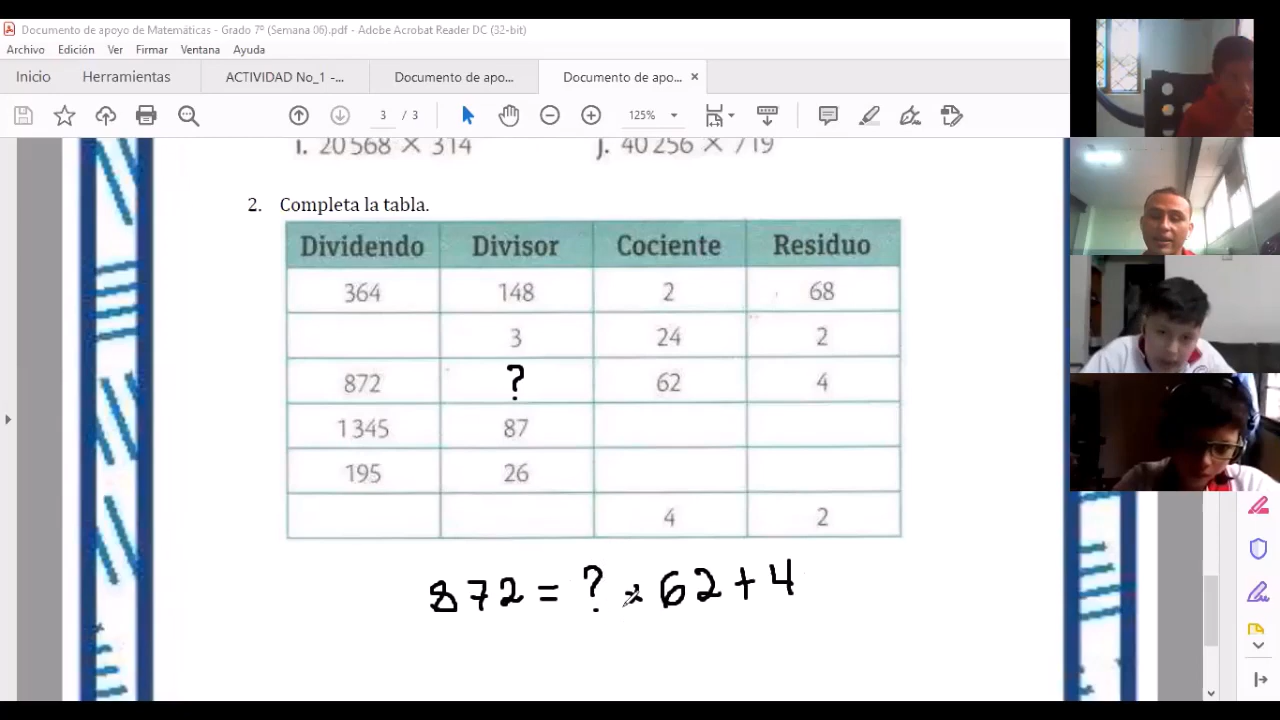 Documento de apoyo de Matemáticas - Grado 7º (Semana 06).pdf - Adobe Acrobat Reader DC (32-bit)
Archivo Edición Ver Firmar Ventana Ayuda
Inicio Herramientas ACTIVIDAD No_1 -... Documento de apo... Documento de apo... ×
3 / 3 125%
i. 20 568 × 314 j. 40 256 × 719
2. Completa la tabla.
Dividendo Divisor Cociente Residuo
364 148 2 68
3 24 2
872 ? 62 4
1 345 87
195 26
4 2
872 = ? × 62 + 4